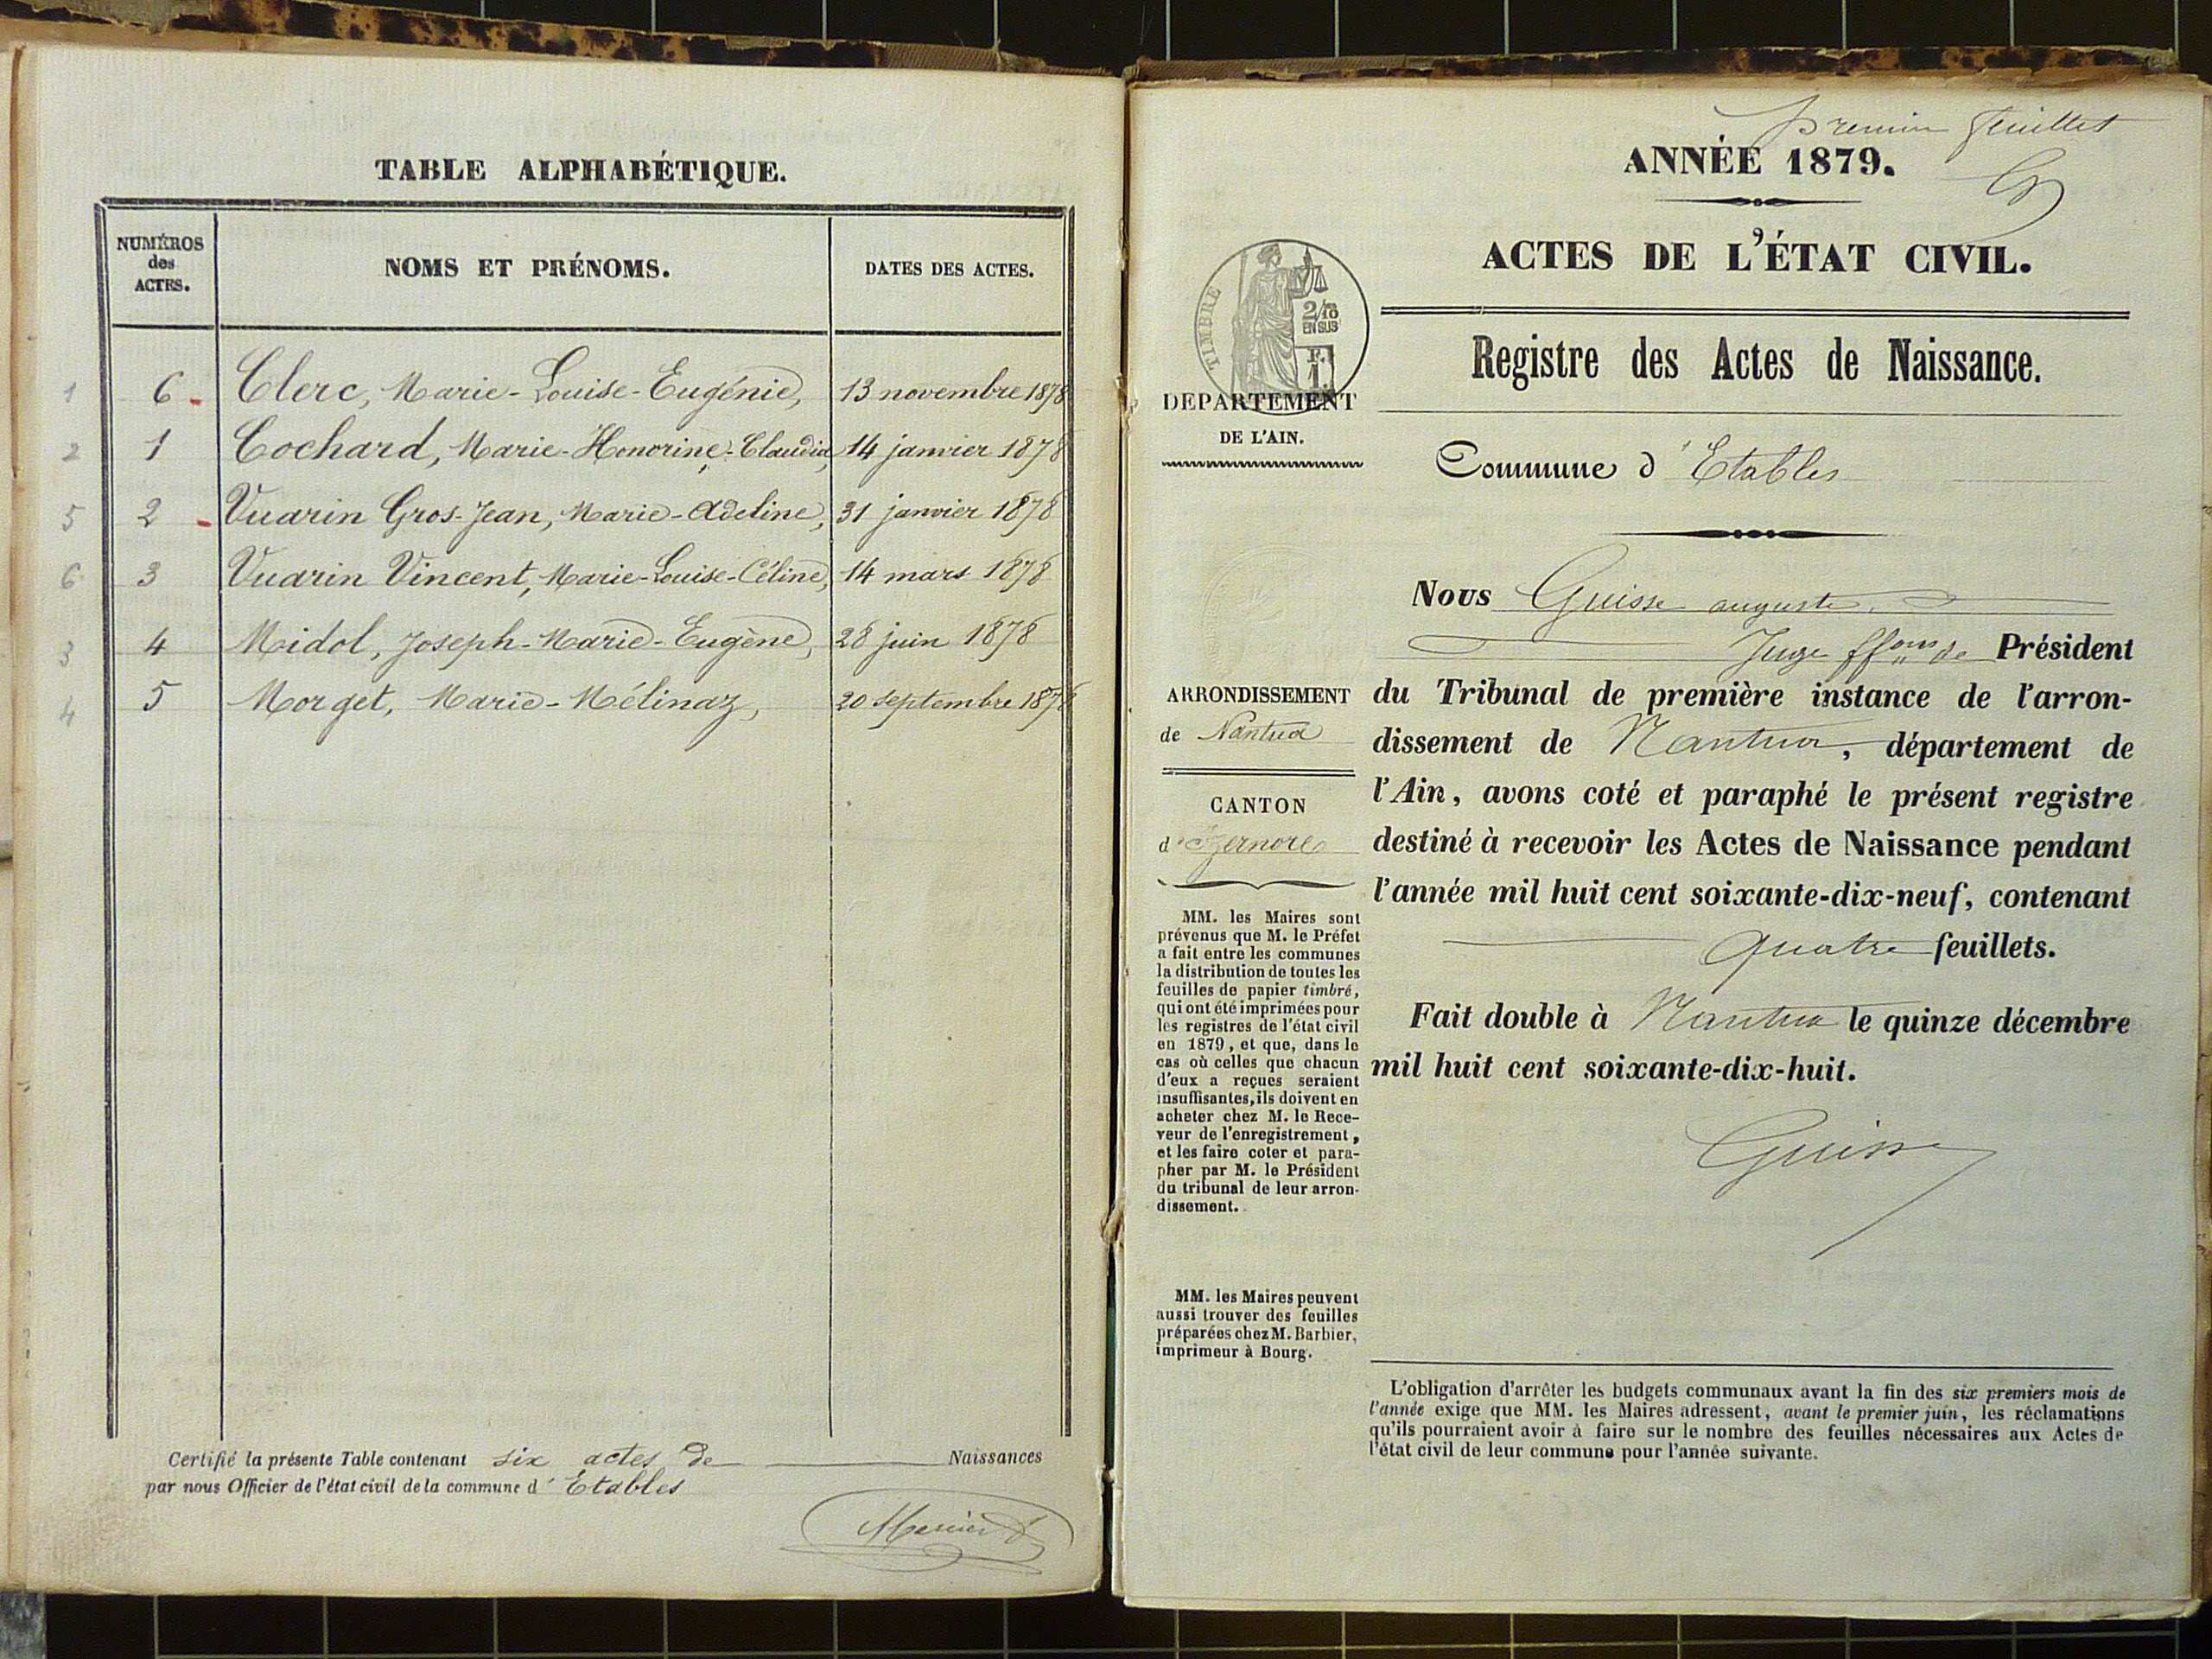 TABLE ALPHABÉTIQUE.
NUMÉROS des ACTES. NOMS ET PRÉNOMS. DATES DES ACTES.
1 6 Clerc, Marie-Louise-Eugénie, 13 novembre 1878
2 1 Cochard, Marie-Honorine-Claudia, 14 janvier 1878
5 2 Vuarin Gros-Jean, Marie-Adeline, 31 janvier 1878
6 3 Vuarin Vincent, Marie-Louise-Céline, 14 mars 1878
3 4 Midol, Joseph-Marie-Eugène, 28 juin 1878
4 5 Morget, Marie-Mélinaz, 20 septembre 1878
Certifié la présente Table contenant six actes de Naissances
par nous Officier de l'état civil de la commune d'Etables
Mercier
premier feuillet
ANNÉE 1879.
ACTES DE L'ÉTAT CIVIL.
Registre des Actes de Naissance.
TIMBRE
2/10
EN SUS
F.
1
DEPARTEMENT
DE L'AIN.
Commune d'Etables
Nous Guisse auguste
Juge ffons de Président
du Tribunal de première instance de l'arron-
dissement de Nantua, département de
l'Ain, avons coté et paraphé le présent registre
destiné à recevoir les Actes de Naissance pendant
l'année mil huit cent soixante-dix-neuf, contenant
quatre feuillets.
Fait double à Nantua le quinze décembre
mil huit cent soixante-dix-huit.
Guisse
ARRONDISSEMENT
de Nantua
CANTON
d'Izernore
MM. les Maires sont
prévenus que M. le Préfet
a fait entre les communes
la distribution de toutes les
feuilles de papier timbré,
qui ont été imprimées pour
les registres de l'état civil
en 1879, et que, dans le
cas où celles que chacun
d'eux a reçues seraient
insuffisantes, ils doivent en
acheter chez M. le Rece-
veur de l'enregistrement,
et les faire coter et para-
pher par M. le Président
du tribunal de leur arron-
dissement.
MM. les Maires peuvent
aussi trouver des feuilles
préparées chez M. Barbier,
imprimeur à Bourg.
L'obligation d'arrêter les budgets communaux avant la fin des six premiers mois de
l'année exige que MM. les Maires adressent, avant le premier juin, les réclamations
qu'ils pourraient avoir à faire sur le nombre des feuilles nécessaires aux Actes de
l'état civil de leur commune pour l'année suivante.